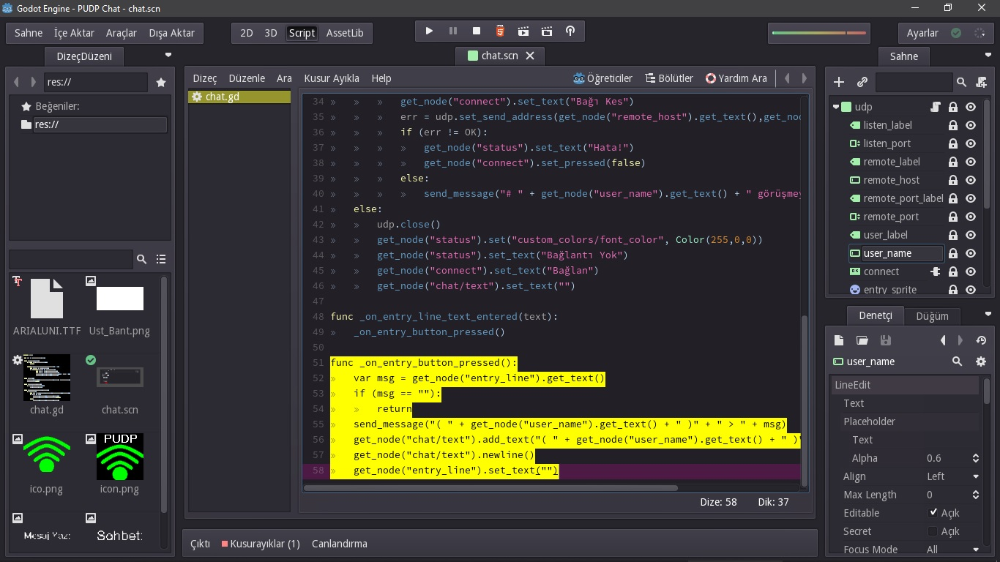 Godot Engine - PUDP Chat - chat.scn
Sahne İçe Aktar Araçlar Dışa Aktar
2D 3D Script AssetLib
Ayarlar
DizeçDüzeni
chat.scn
Sahne
res://
Beğeniler:
res://
ARIALUNI.TTF
Ust_Bant.png
chat.gd
chat.scn
PUDP
ico.png
icon.png
Mesaj Yaz:
Sohbet:
Dizeç Düzenle Ara Kusur Ayıkla Help
Öğreticiler Bölütler Yardım Ara
chat.gd
34 » » » get_node("connect").set_text("Bağı Kes")
35 » » » err = udp.set_send_address(get_node("remote_host").get_text(),get_no
36 » » » if (err != OK):
37 » » » » get_node("status").set_text("Hata!")
38 » » » » get_node("connect").set_pressed(false)
39 » » » else:
40 » » » » send_message("# " + get_node("user_name").get_text() + " görüşmey
41 » else:
42 » » udp.close()
43 » » get_node("status").set("custom_colors/font_color", Color(255,0,0))
44 » » get_node("status").set_text("Bağlantı Yok")
45 » » get_node("connect").set_text("Bağlan")
46 » » get_node("chat/text").set_text("")
47
48 func _on_entry_line_text_entered(text):
49 » _on_entry_button_pressed()
50
51 func _on_entry_button_pressed():
52 » var msg = get_node("entry_line").get_text()
53 » if (msg == ""):
54 » » return
55 » send_message("( " + get_node("user_name").get_text() + " )" + " > " + msg)
56 » get_node("chat/text").add_text("( " + get_node("user_name").get_text() + " )"
57 » get_node("chat/text").newline()
58 » get_node("entry_line").set_text("")
Dize: 58 Dik: 37
Çıktı Kusurayıklar (1) Canlandırma
udp
listen_label
listen_port
remote_label
remote_host
remote_port_label
remote_port
user_label
user_name
OK connect
entry_sprite
Denetçi Düğüm
user_name
LineEdit
Text
Placeholder
Text
Alpha 0.6
Align Left
Max Length 0
Editable Açık
Secret Açık
Focus Mode All